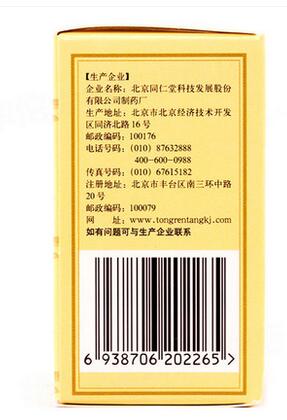 【生产企业】
企业名称：北京同仁堂科技发展股份
有限公司制药厂
生产地址：北京市北京经济技术开发
区同济北路16号
邮政编码：100176
电话号码：(010) 87632888
400-600-0988
传真号码：(010) 67615182
注册地址：北京市丰台区南三环中路
20号
邮政编码：100079
网　　址：www.tongrentangkj.com
如有问题可与生产企业联系
6 938706 202265 >